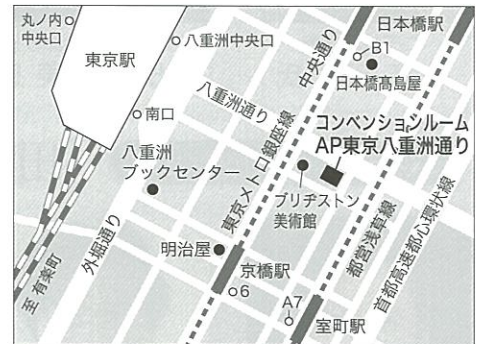 丸ノ内
中央口
東京駅
八重洲中央口
日本橋駅
B1
日本橋髙島屋
中央通り
八重洲通り
南口
コンベンションルーム
AP東京八重洲通り
八重洲
ブックセンター
東京メトロ銀座線
ブリヂストン
美術館
外堀通り
明治屋
京橋駅
6
A7
室町駅
都営浅草線
首都高速都心環状線
至 有楽町